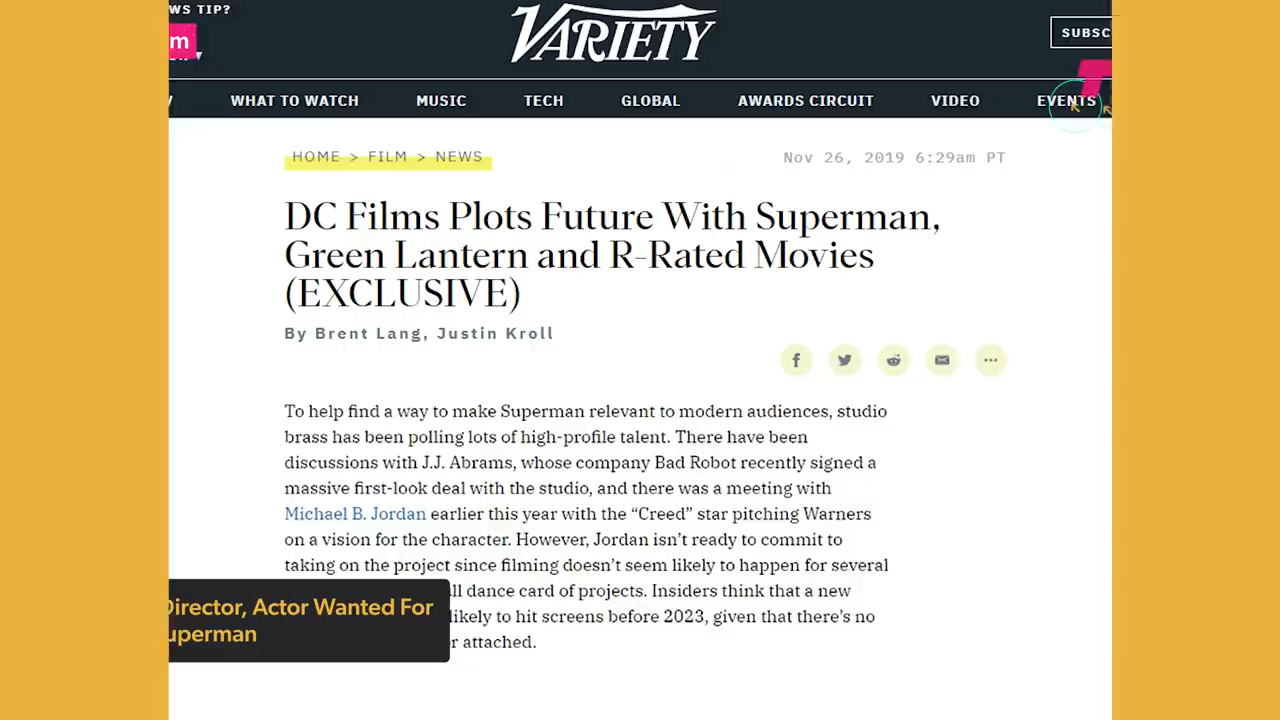 WS TIP?
m
VARIETY
SUBSC
WHAT TO WATCH MUSIC TECH GLOBAL AWARDS CIRCUIT VIDEO EVENTS
HOME > FILM > NEWS
Nov 26, 2019 6:29am PT
DC Films Plots Future With Superman,
Green Lantern and R-Rated Movies
(EXCLUSIVE)
By Brent Lang, Justin Kroll
To help find a way to make Superman relevant to modern audiences, studio
brass has been polling lots of high-profile talent. There have been
discussions with J.J. Abrams, whose company Bad Robot recently signed a
massive first-look deal with the studio, and there was a meeting with
Michael B. Jordan earlier this year with the “Creed” star pitching Warners
on a vision for the character. However, Jordan isn’t ready to commit to
taking on the project since filming doesn’t seem likely to happen for several
ll dance card of projects. Insiders think that a new
likely to hit screens before 2023, given that there’s no
r attached.
Director, Actor Wanted For
uperman